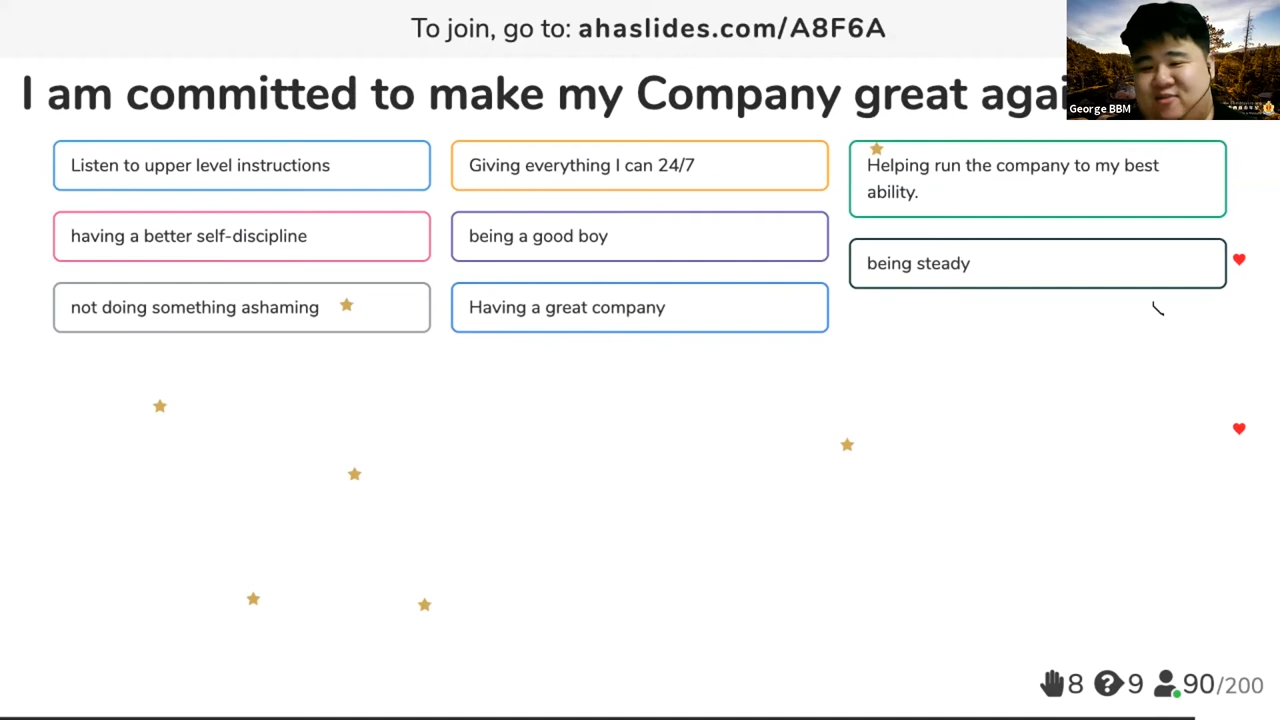 To join, go to: ahaslides.com/A8F6A
I am committed to make my Company great agai
George BBM
Listen to upper level instructions
Giving everything I can 24/7
Helping run the company to my best
ability.
having a better self-discipline
being a good boy
being steady
not doing something ashaming
Having a great company
8
9
90/200